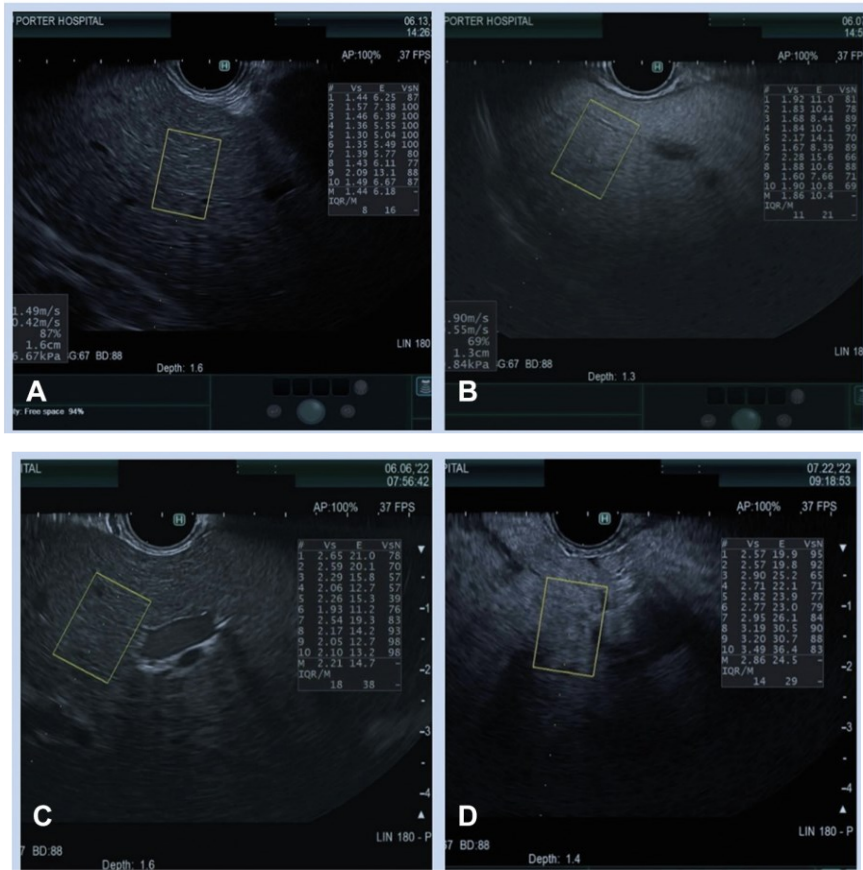 PORTER HOSPITAL
06.13,
14:26:
AP:100% 37 FPS
# Vs E VsN
1 1.44 6.25 87
2 1.57 7.38 100
3 1.46 6.39 100
4 1.36 5.55 100
5 1.30 5.04 100
6 1.35 5.49 100
7 1.39 5.77 80
8 1.43 6.11 77
9 2.09 13.1 88
10 1.49 6.67 87
M 1.44 6.18 -
IQR/M
8 16 -
1.49m/s
0.42m/s
87%
1.6cm
6.67kPa
G:67 BD:88
LIN 180
Depth: 1.6
A
ty: Free space 94%
PORTER HOSPITAL
06.0
14:5
AP:100% 37 FPS
# Vs E VsN
1 1.92 11.0 81
2 1.83 10.1 78
3 1.68 8.44 89
4 1.84 10.1 97
5 2.17 14.1 70
6 1.67 8.39 89
7 2.28 15.6 66
8 1.88 10.6 88
9 1.60 7.66 71
10 1.90 10.8 69
M 1.86 10.4 -
IQR/M
11 21 -
.90m/s
.55m/s
69%
1.3cm
.84kPa
G:67 BD:88
LIN 18
Depth: 1.3
B
ITAL
06.06,'22
07:56:42
AP:100% 37 FPS
# Vs E VsN
1 2.65 21.0 78
2 2.59 20.1 70
3 2.29 15.8 57
4 2.06 12.7 57
5 2.26 15.3 39
6 1.93 11.2 76
7 2.54 19.3 83
8 2.17 14.2 93
9 2.05 12.7 98
10 2.10 13.2 98
M 2.21 14.7 -
IQR/M
18 38 -
-1
-2
-3
-4
C
LIN 180 - P
7 BD:88
Depth: 1.6
PITAL
07.22,'22
09:18:53
AP:100% 37 FPS
# Vs E VsN
1 2.57 19.9 95
2 2.57 19.8 92
3 2.90 25.2 65
4 2.71 22.1 71
5 2.82 23.9 77
6 2.77 23.0 79
7 2.95 26.1 84
8 3.19 30.5 90
9 3.20 30.7 88
10 3.49 36.4 83
M 2.86 24.5 -
IQR/M
14 29 -
-1
-2
-3
-4
D
LIN 180 - P
67 BD:88
Depth: 1.4